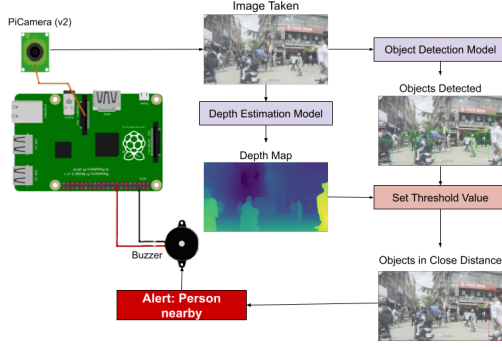 Image Taken
PiCamera (v2)
Object Detection Model
Objects Detected
Depth Estimation Model
Depth Map
Set Threshold Value
Buzzer
Objects in Close Distance
Alert: Person
nearby